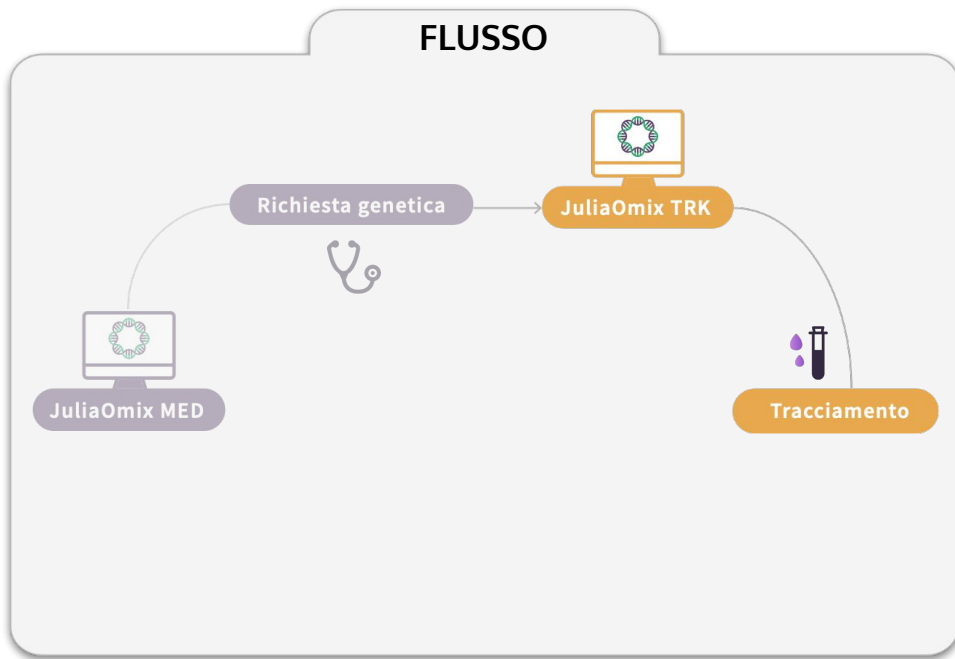 FLUSSO
Richiesta genetica
JuliaOmix TRK
JuliaOmix MED
Tracciamento